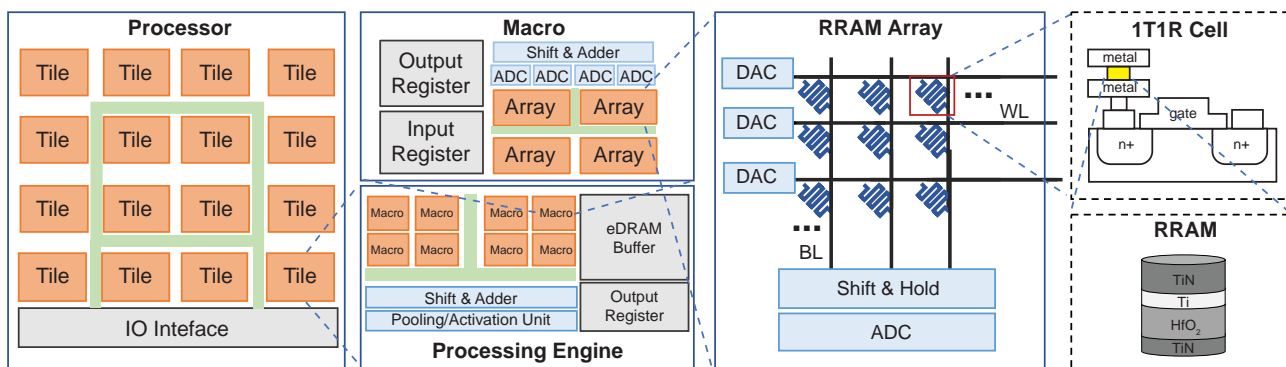 Processor
Tile Tile Tile Tile
Tile Tile Tile Tile
Tile Tile Tile Tile
Tile Tile Tile Tile
IO Inteface
Macro
Output
Register
Input
Register
Shift & Adder
ADC ADC ADC ADC
Array Array
Array Array
Macro Macro Macro Macro
Macro Macro Macro Macro
eDRAM
Buffer
Shift & Adder
Pooling/Activation Unit
Output
Register
Processing Engine
RRAM Array
DAC
DAC
DAC
...
WL
...
BL
Shift & Hold
ADC
1T1R Cell
metal
metal
gate
n+ n+
RRAM
TiN
Ti
HfO2
TiN